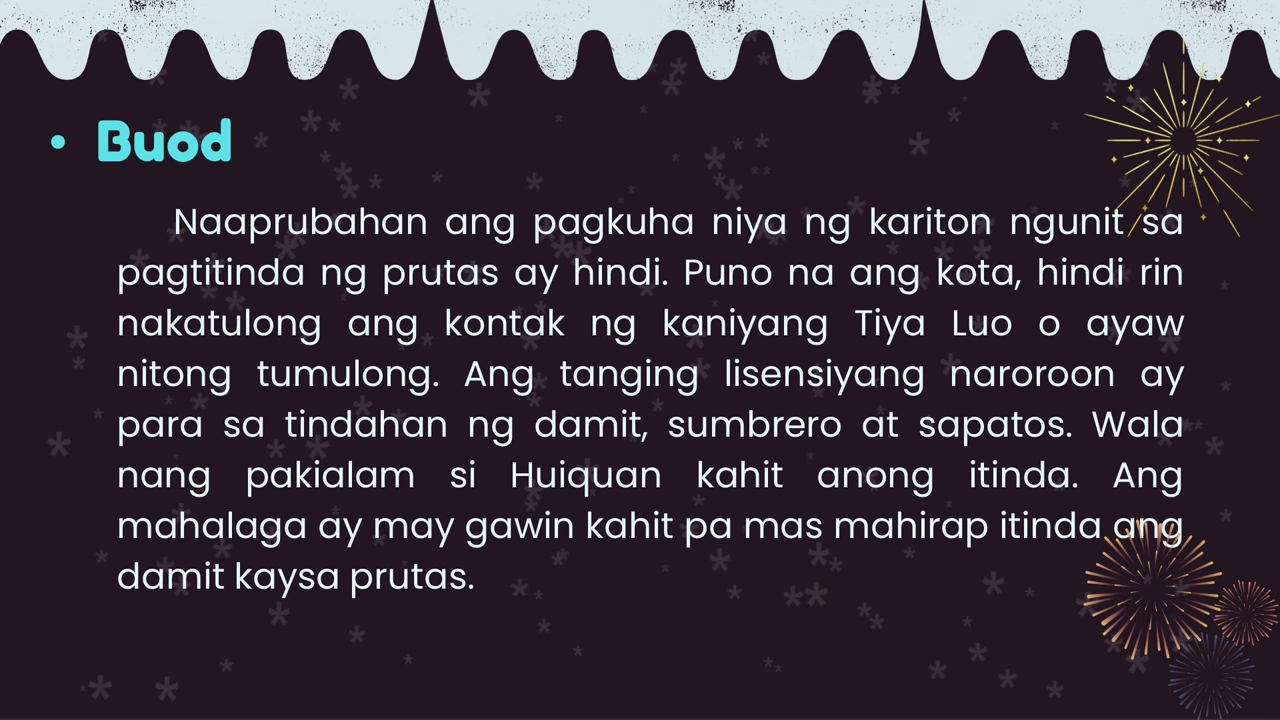 • Buod
Naaprubahan ang pagkuha niya ng kariton ngunit sa
pagtitinda ng prutas ay hindi. Puno na ang kota, hindi rin
nakatulong ang kontak ng kaniyang Tiya Luo o ayaw
nitong tumulong. Ang tanging lisensiyang naroroon ay
para sa tindahan ng damit, sumbrero at sapatos. Wala
nang pakialam si Huiquan kahit anong itinda. Ang
mahalaga ay may gawin kahit pa mas mahirap itinda ang
damit kaysa prutas.